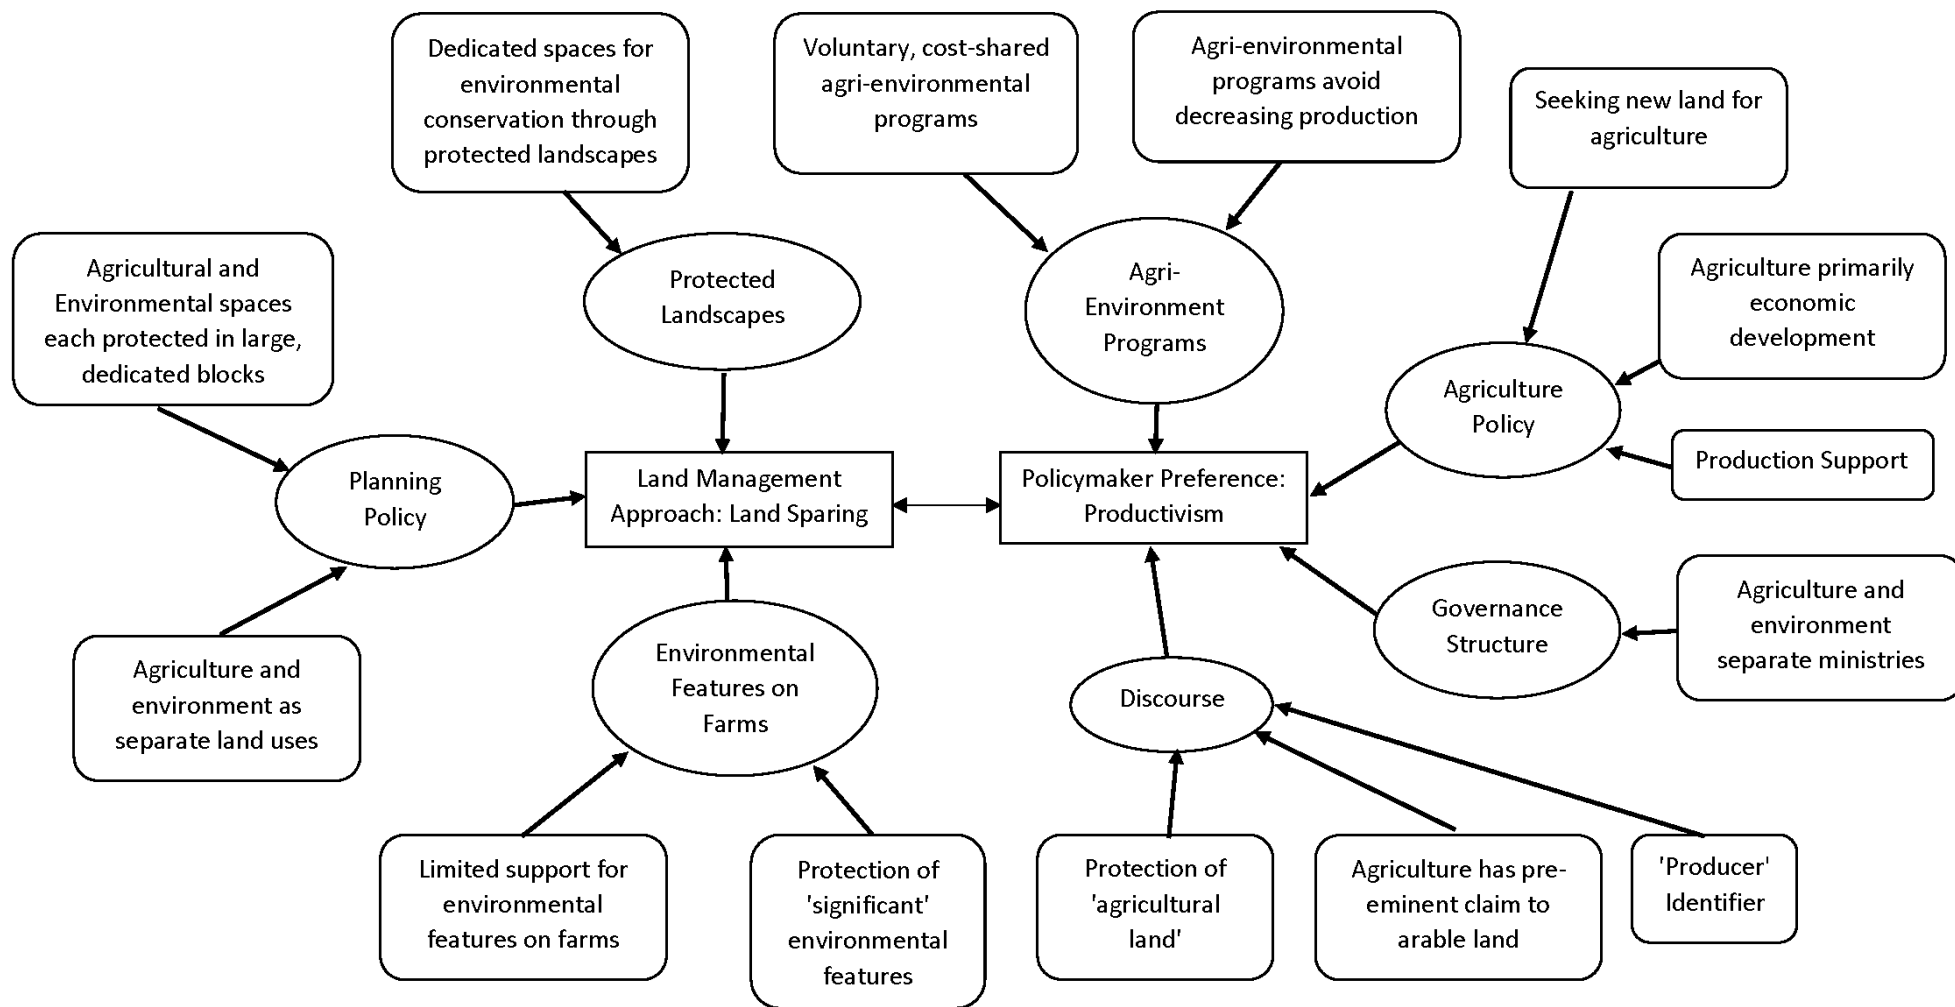 Dedicated spaces for
environmental
conservation through
protected landscapes
Voluntary, cost-shared
agri-environmental
programs
Agri-environmental
programs avoid
decreasing production
Seeking new land for
agriculture
Agricultural and
Environmental spaces
each protected in large,
dedicated blocks
Protected
Landscapes
Agri-
Environment
Programs
Agriculture primarily
economic
development
Agriculture
Policy
Production Support
Planning
Policy
Land Management
Approach: Land Sparing
Policymaker Preference:
Productivism
Governance
Structure
Agriculture and
environment
separate ministries
Agriculture and
environment as
separate land uses
Environmental
Features on
Farms
Discourse
Limited support for
environmental
features on farms
Protection of
'significant'
environmental
features
Protection of
'agricultural
land'
Agriculture has pre-
eminent claim to
arable land
'Producer'
Identifier